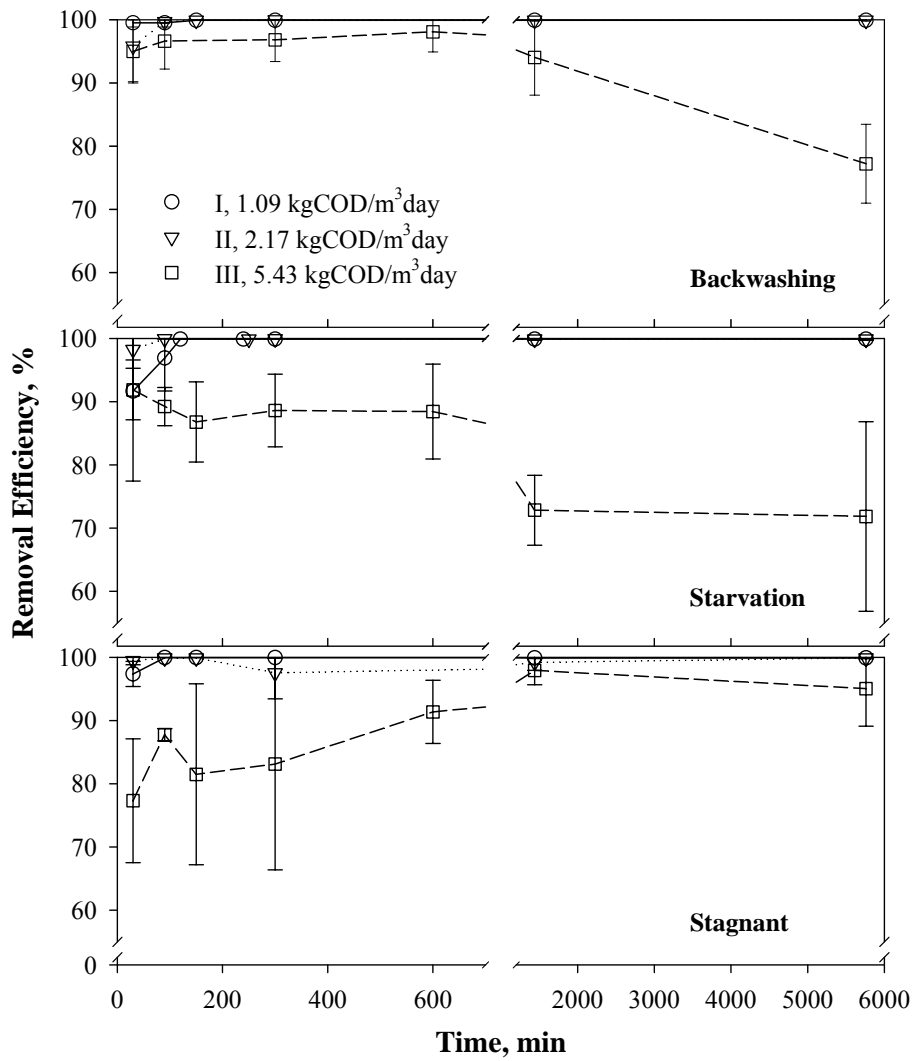 100
90
80
70
60
I, 1.09 kgCOD/m³day
II, 2.17 kgCOD/m³day
III, 5.43 kgCOD/m³day
Backwashing
100
90
80
70
60
Starvation
100
90
80
70
60
0
Stagnant
Removal Efficiency, %
0 200 400 600 2000 3000 4000 5000 6000
Time, min